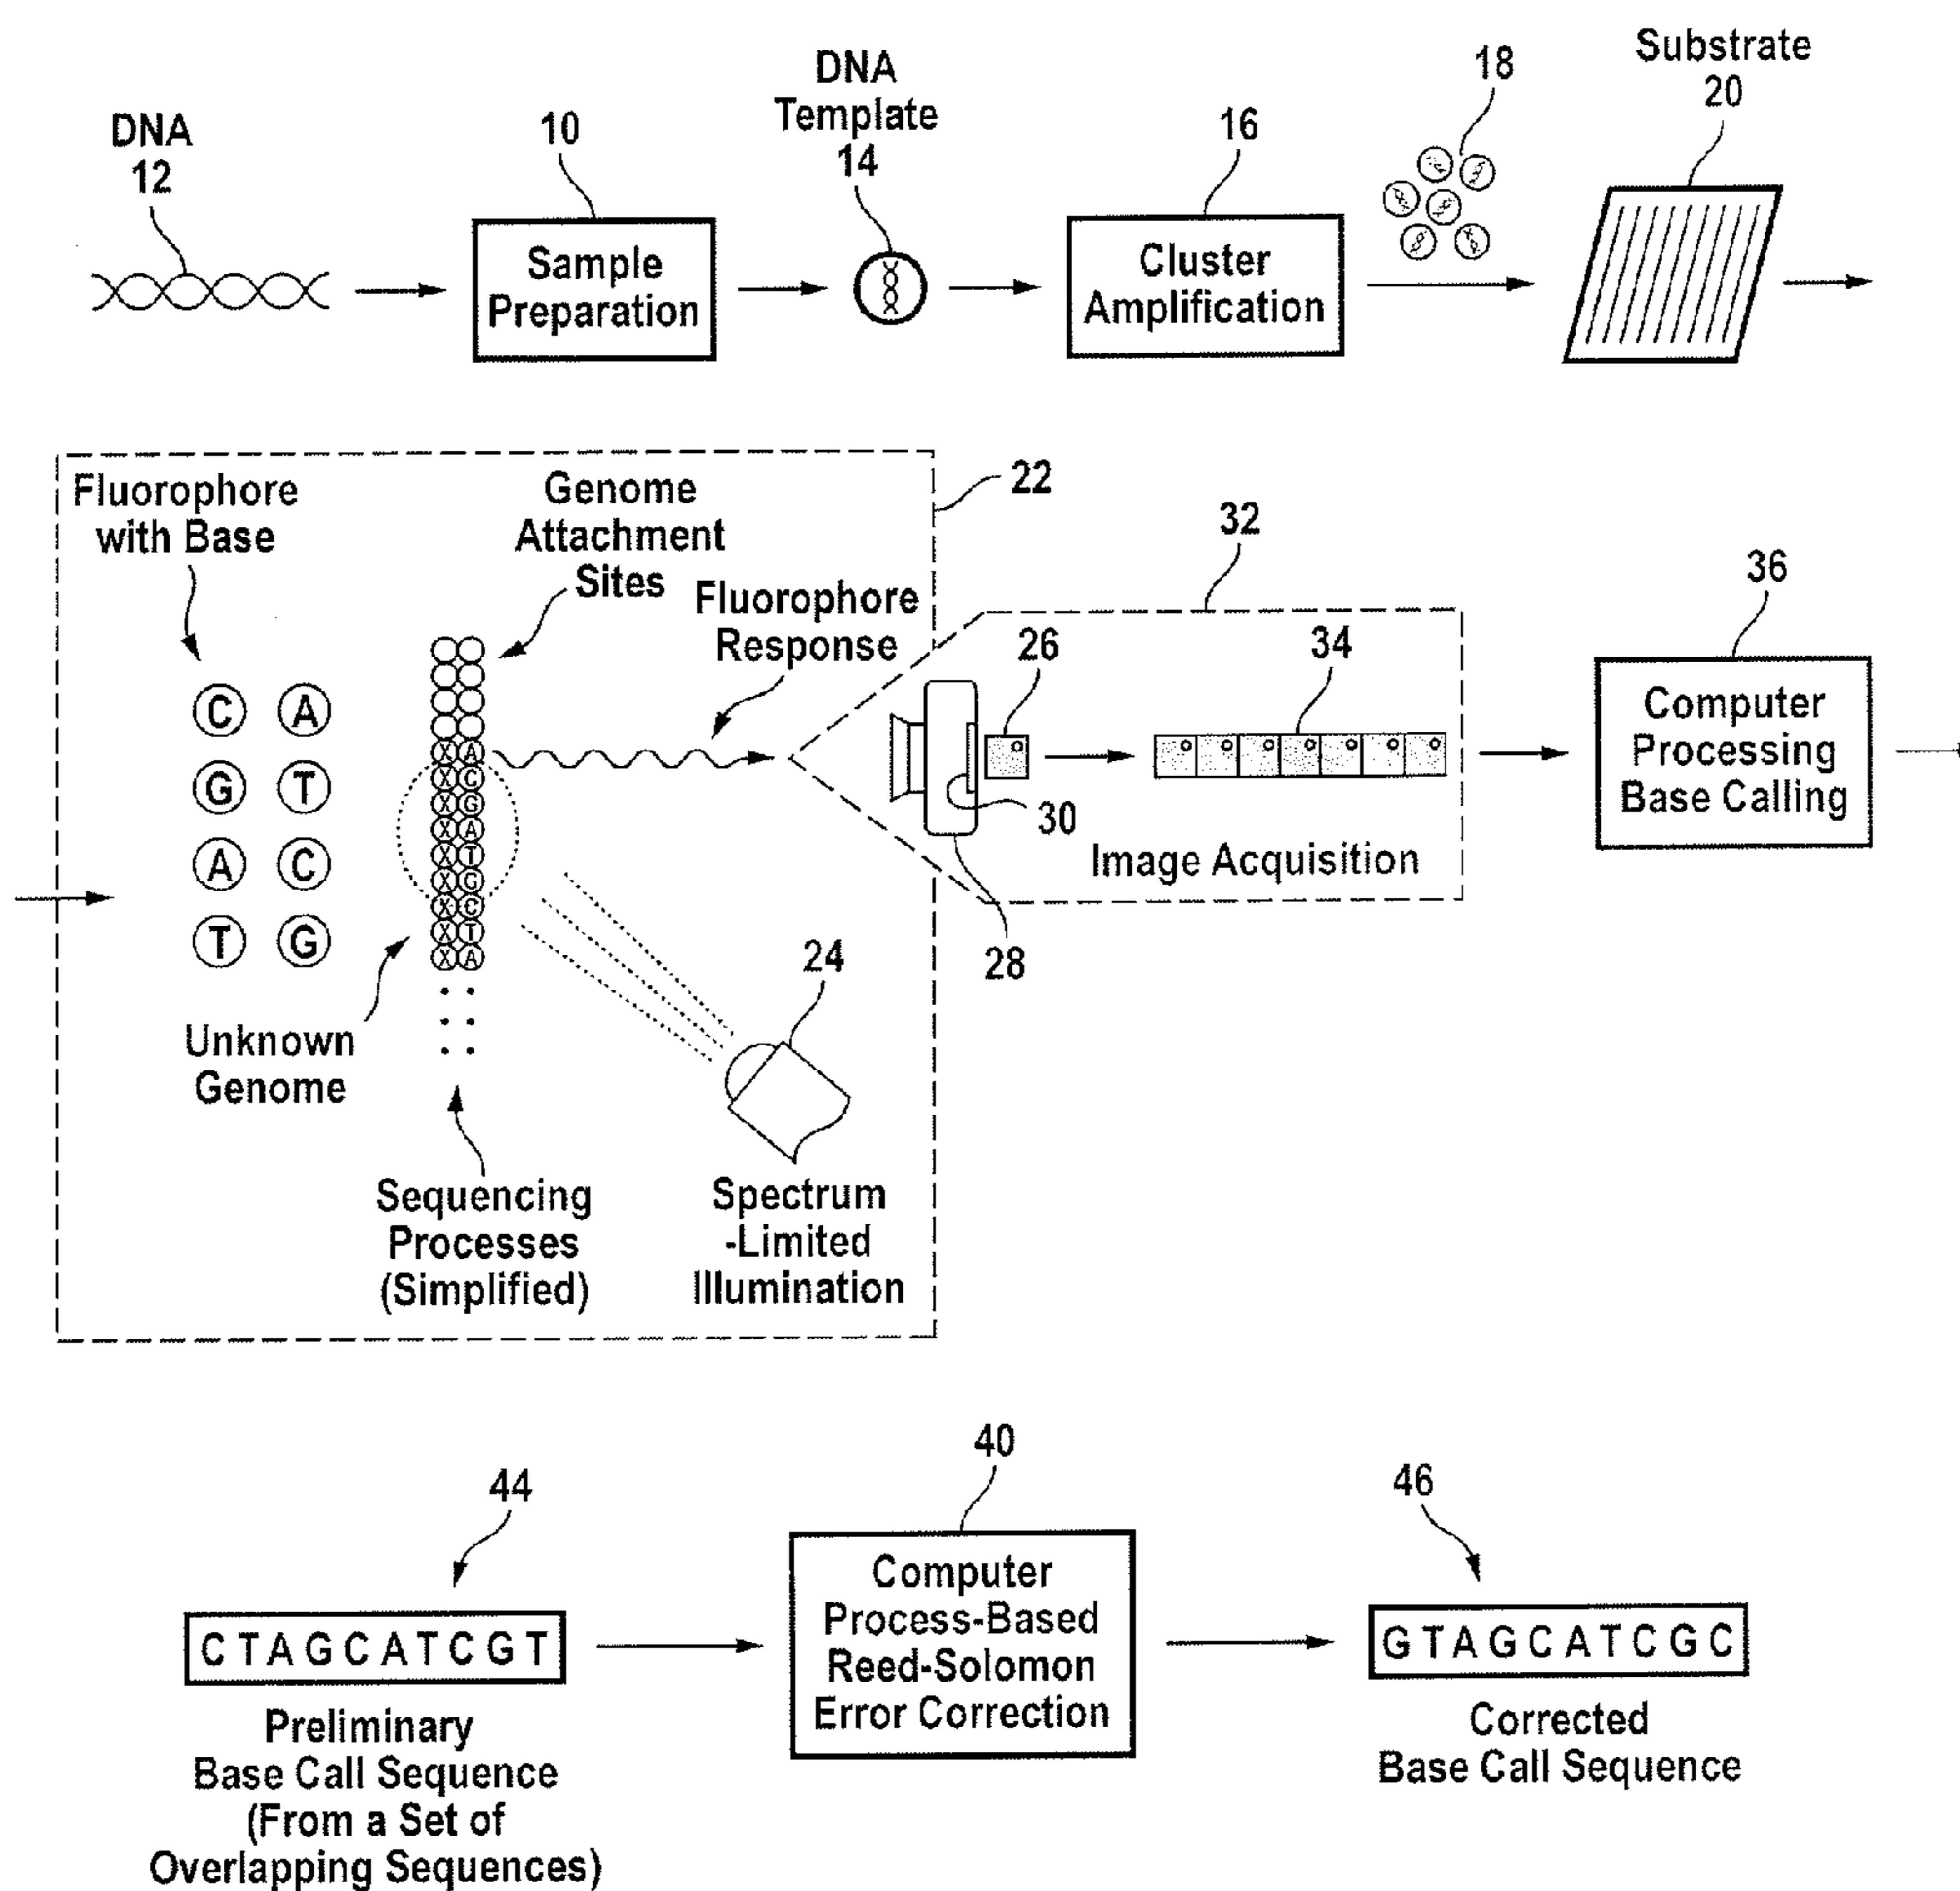 DNA
12
10
Sample
Preparation
DNA
Template
14
16
Cluster
Amplification
18
Substrate
20
Fluorophore
with Base
Genome
Attachment
Sites
Fluorophore
Response
22
C A
G T
A C
T G
X A
X C
X G
X A
X T
X G
X C
X T
X A
Unknown
Genome
Sequencing
Processes
(Simplified)
24
Spectrum
-Limited
Illumination
32
26
34
30
28
Image Acquisition
36
Computer
Processing
Base Calling
44
CTAGCATCGT
Preliminary
Base Call Sequence
(From a Set of
Overlapping Sequences)
40
Computer
Process-Based
Reed-Solomon
Error Correction
46
GTAGCATCGC
Corrected
Base Call Sequence